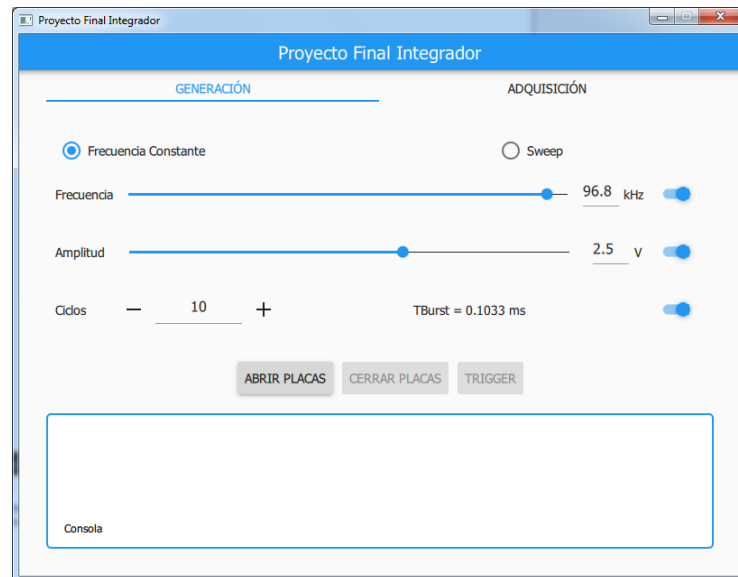 Proyecto Final Integrador
Proyecto Final Integrador
GENERACIÓN ADQUISICIÓN
Frecuencia Constante Sweep
Frecuencia 96.8 kHz
Amplitud 2.5 V
Ciclos 10 TBurst = 0.1033 ms
ABRIR PLACAS CERRAR PLACAS TRIGGER
Consola